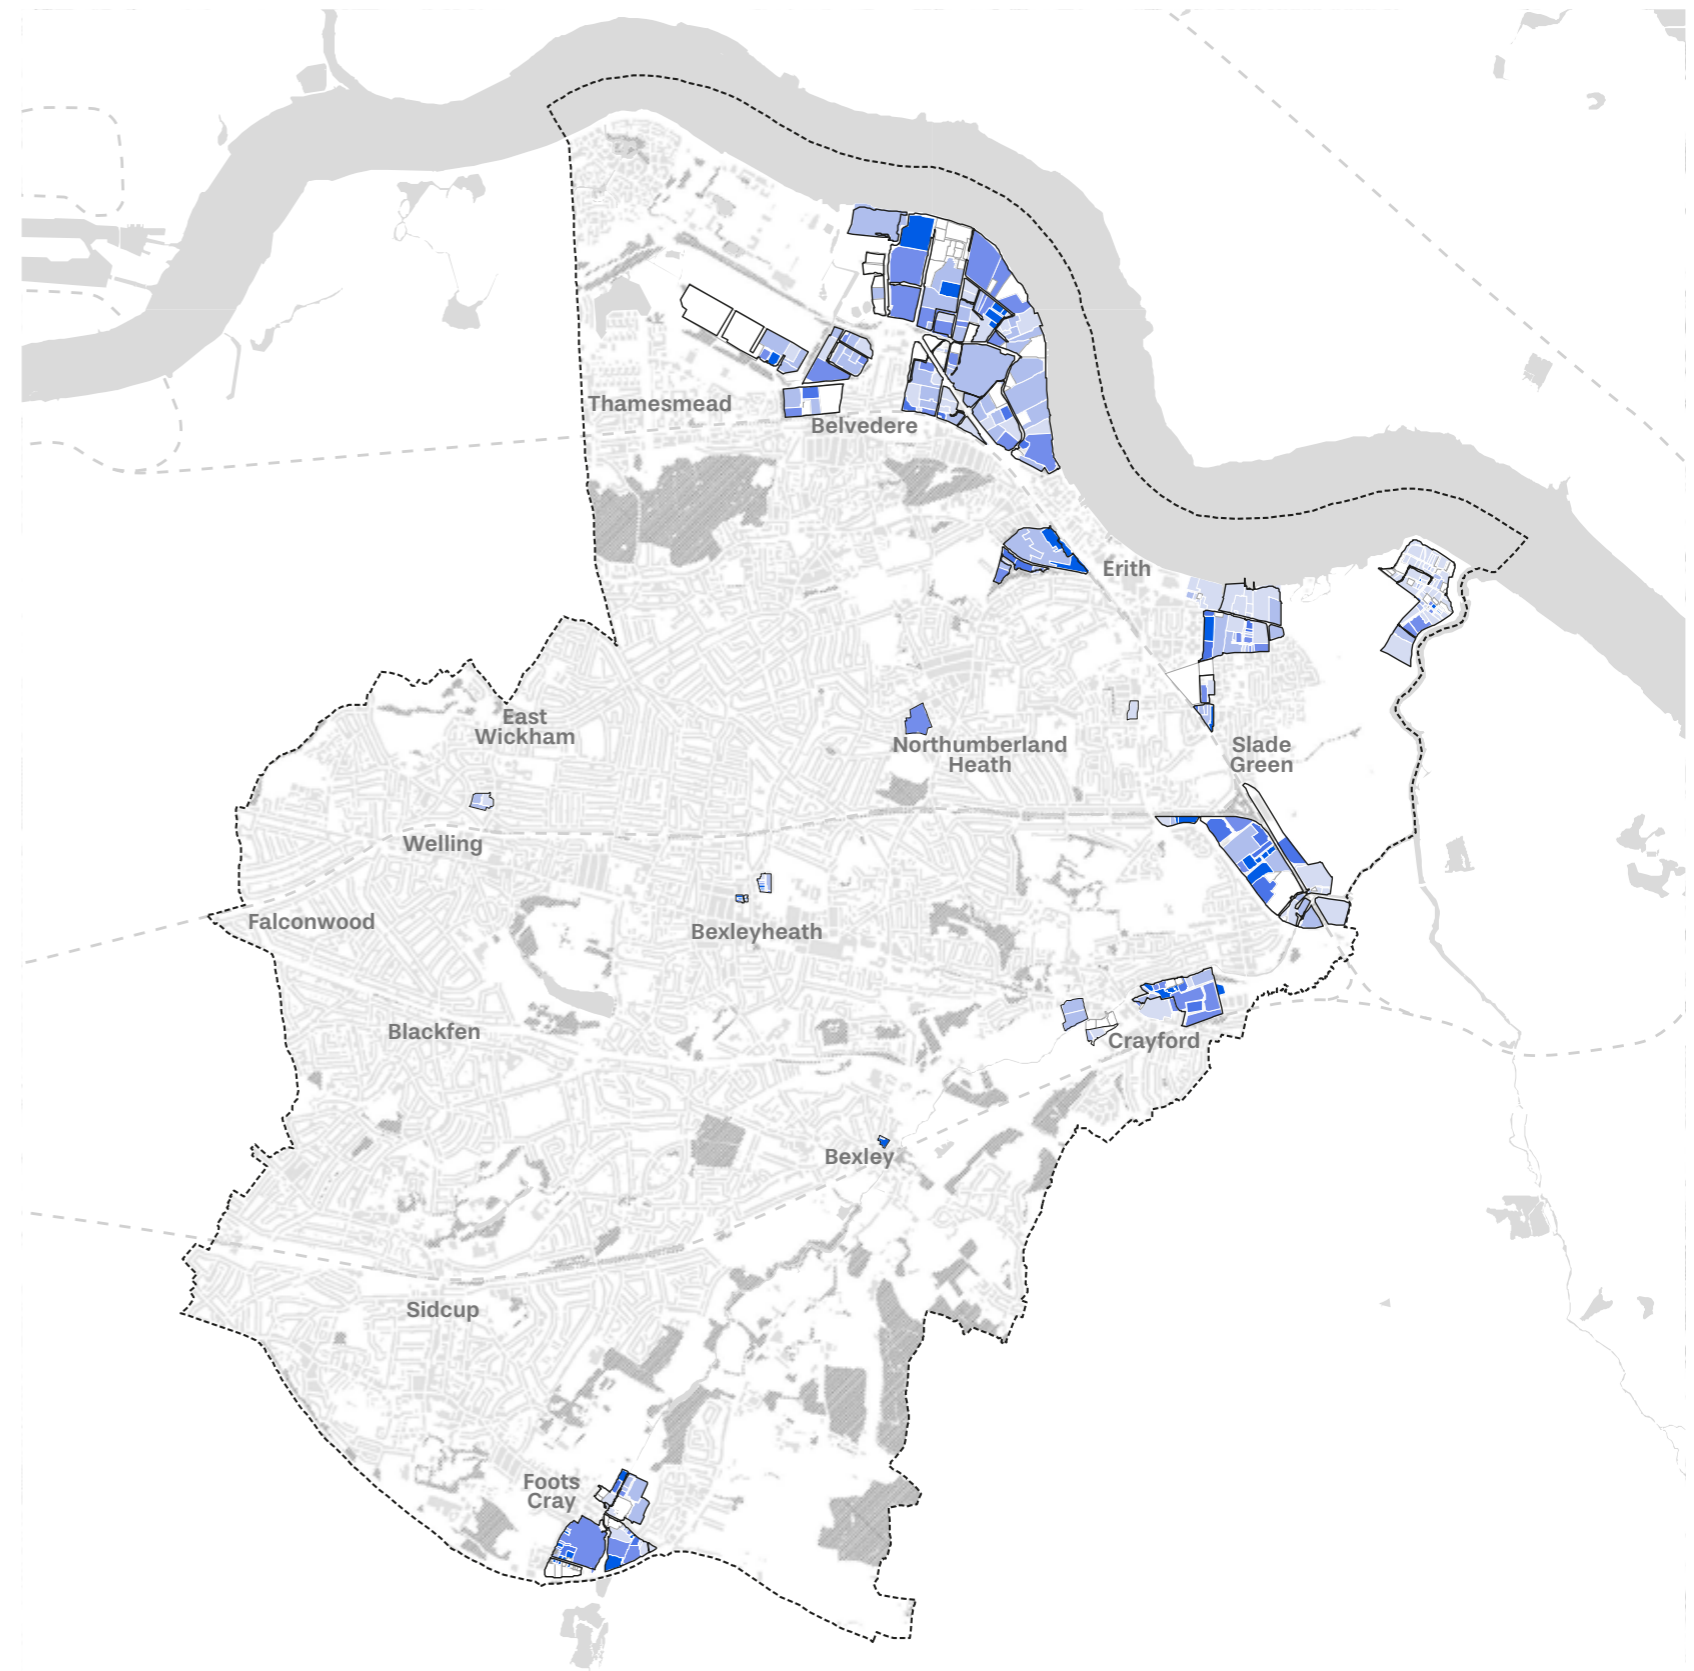 Thamesmead
Belvedere
Erith
East
Wickham
Northumberland
Heath
Slade
Green
Welling
Falconwood
Bexleyheath
Blackfen
Crayford
Bexley
Sidcup
Foots
Cray